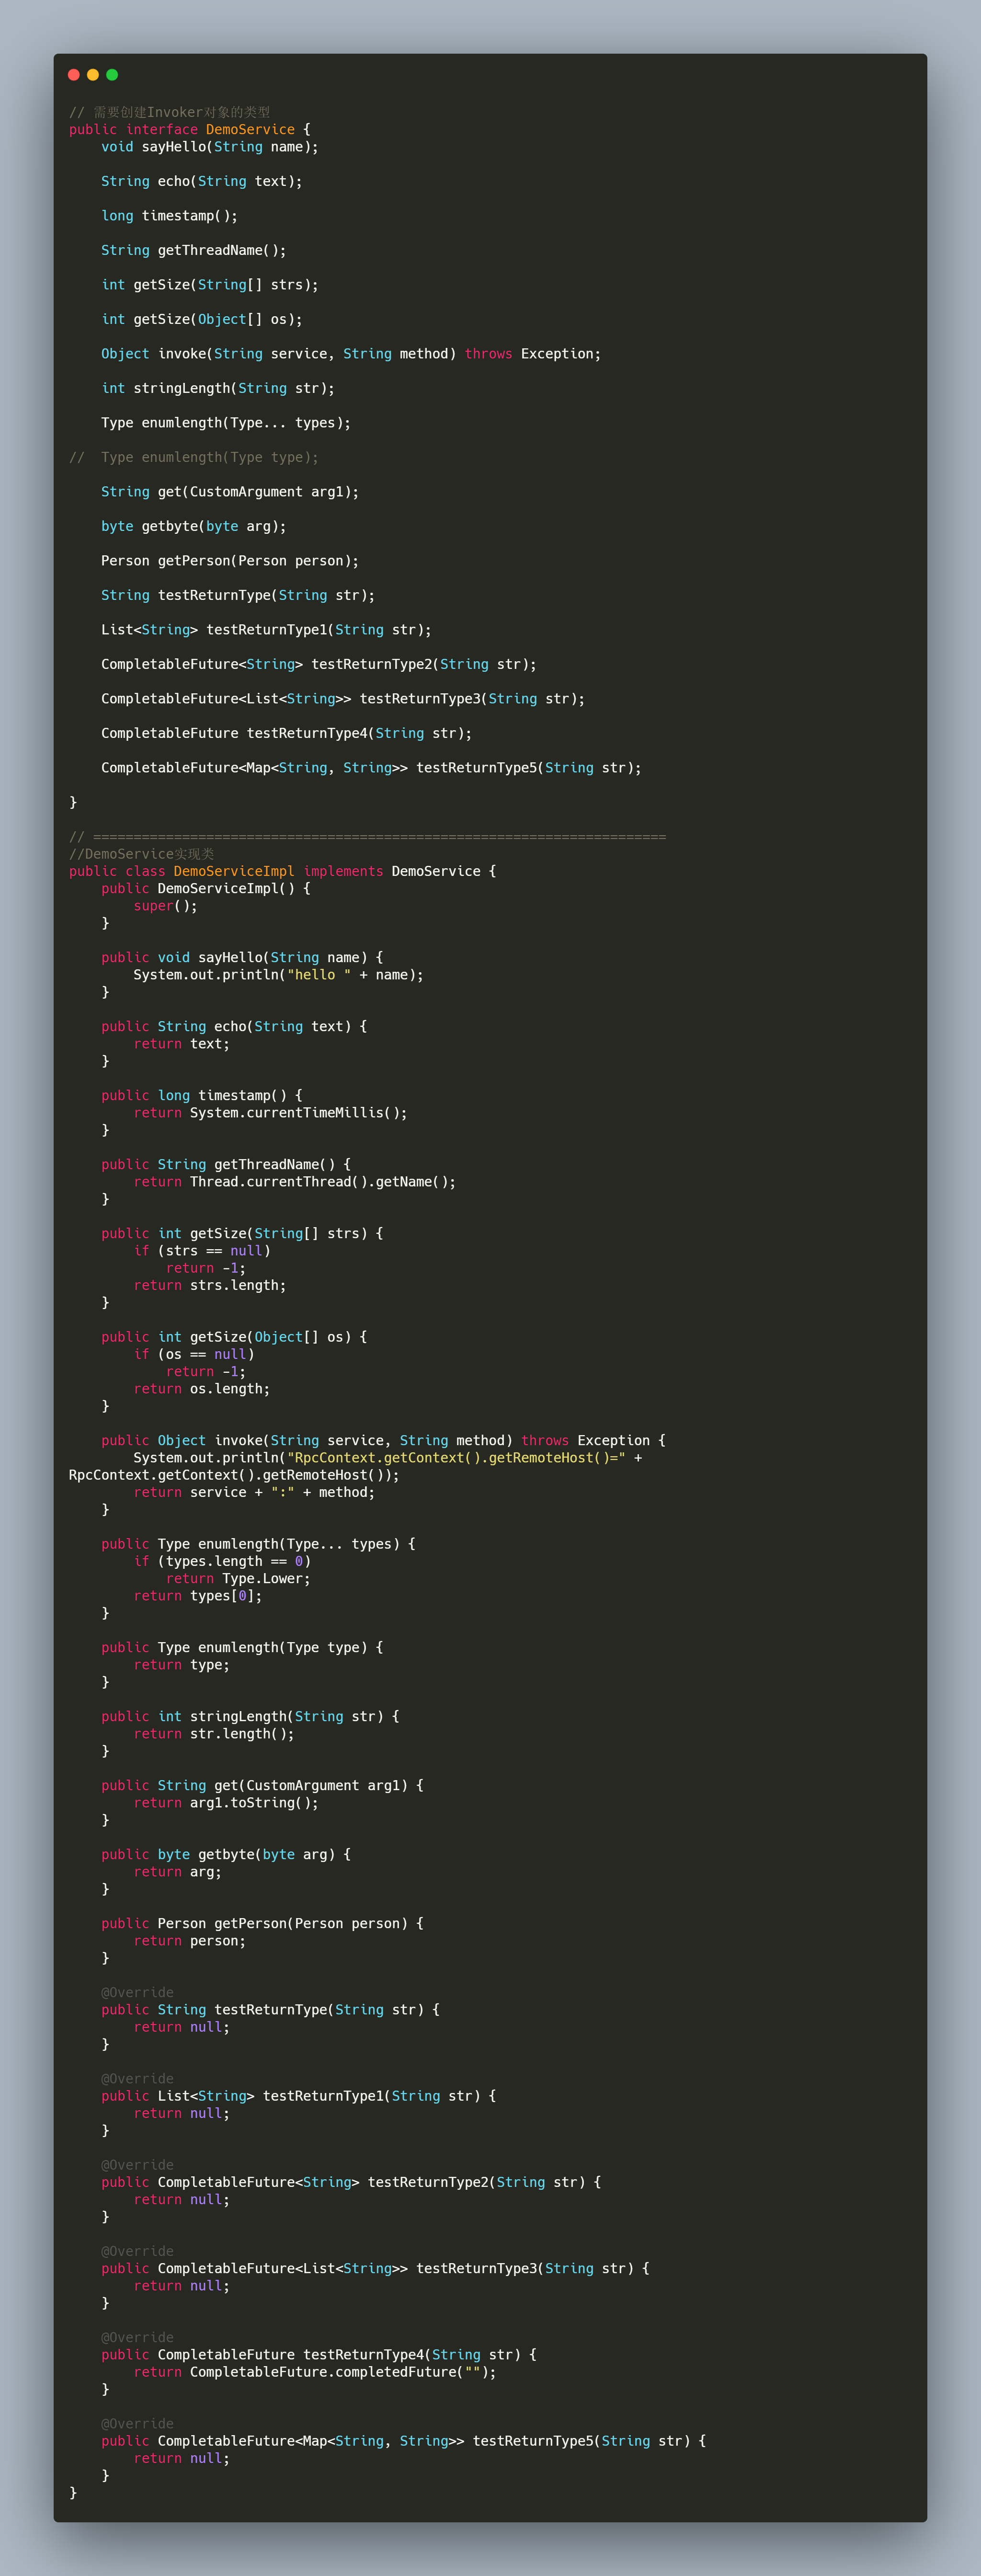 // 需要创建Invoker对象的类型
public interface DemoService {
    void sayHello(String name);

    String echo(String text);

    long timestamp();

    String getThreadName();

    int getSize(String[] strs);

    int getSize(Object[] os);

    Object invoke(String service, String method) throws Exception;

    int stringLength(String str);

    Type enumlength(Type... types);

//  Type enumlength(Type type);

    String get(CustomArgument arg1);

    byte getbyte(byte arg);

    Person getPerson(Person person);

    String testReturnType(String str);

    List<String> testReturnType1(String str);

    CompletableFuture<String> testReturnType2(String str);

    CompletableFuture<List<String>> testReturnType3(String str);

    CompletableFuture testReturnType4(String str);

    CompletableFuture<Map<String, String>> testReturnType5(String str);

}

// =======================================================================
//DemoService实现类
public class DemoServiceImpl implements DemoService {
    public DemoServiceImpl() {
        super();
    }

    public void sayHello(String name) {
        System.out.println("hello " + name);
    }

    public String echo(String text) {
        return text;
    }

    public long timestamp() {
        return System.currentTimeMillis();
    }

    public String getThreadName() {
        return Thread.currentThread().getName();
    }

    public int getSize(String[] strs) {
        if (strs == null)
            return -1;
        return strs.length;
    }

    public int getSize(Object[] os) {
        if (os == null)
            return -1;
        return os.length;
    }

    public Object invoke(String service, String method) throws Exception {
        System.out.println("RpcContext.getContext().getRemoteHost()=" +
RpcContext.getContext().getRemoteHost());
        return service + ":" + method;
    }

    public Type enumlength(Type... types) {
        if (types.length == 0)
            return Type.Lower;
        return types[0];
    }

    public Type enumlength(Type type) {
        return type;
    }

    public int stringLength(String str) {
        return str.length();
    }

    public String get(CustomArgument arg1) {
        return arg1.toString();
    }

    public byte getbyte(byte arg) {
        return arg;
    }

    public Person getPerson(Person person) {
        return person;
    }

    @Override
    public String testReturnType(String str) {
        return null;
    }

    @Override
    public List<String> testReturnType1(String str) {
        return null;
    }

    @Override
    public CompletableFuture<String> testReturnType2(String str) {
        return null;
    }

    @Override
    public CompletableFuture<List<String>> testReturnType3(String str) {
        return null;
    }

    @Override
    public CompletableFuture testReturnType4(String str) {
        return CompletableFuture.completedFuture("");
    }

    @Override
    public CompletableFuture<Map<String, String>> testReturnType5(String str) {
        return null;
    }
}